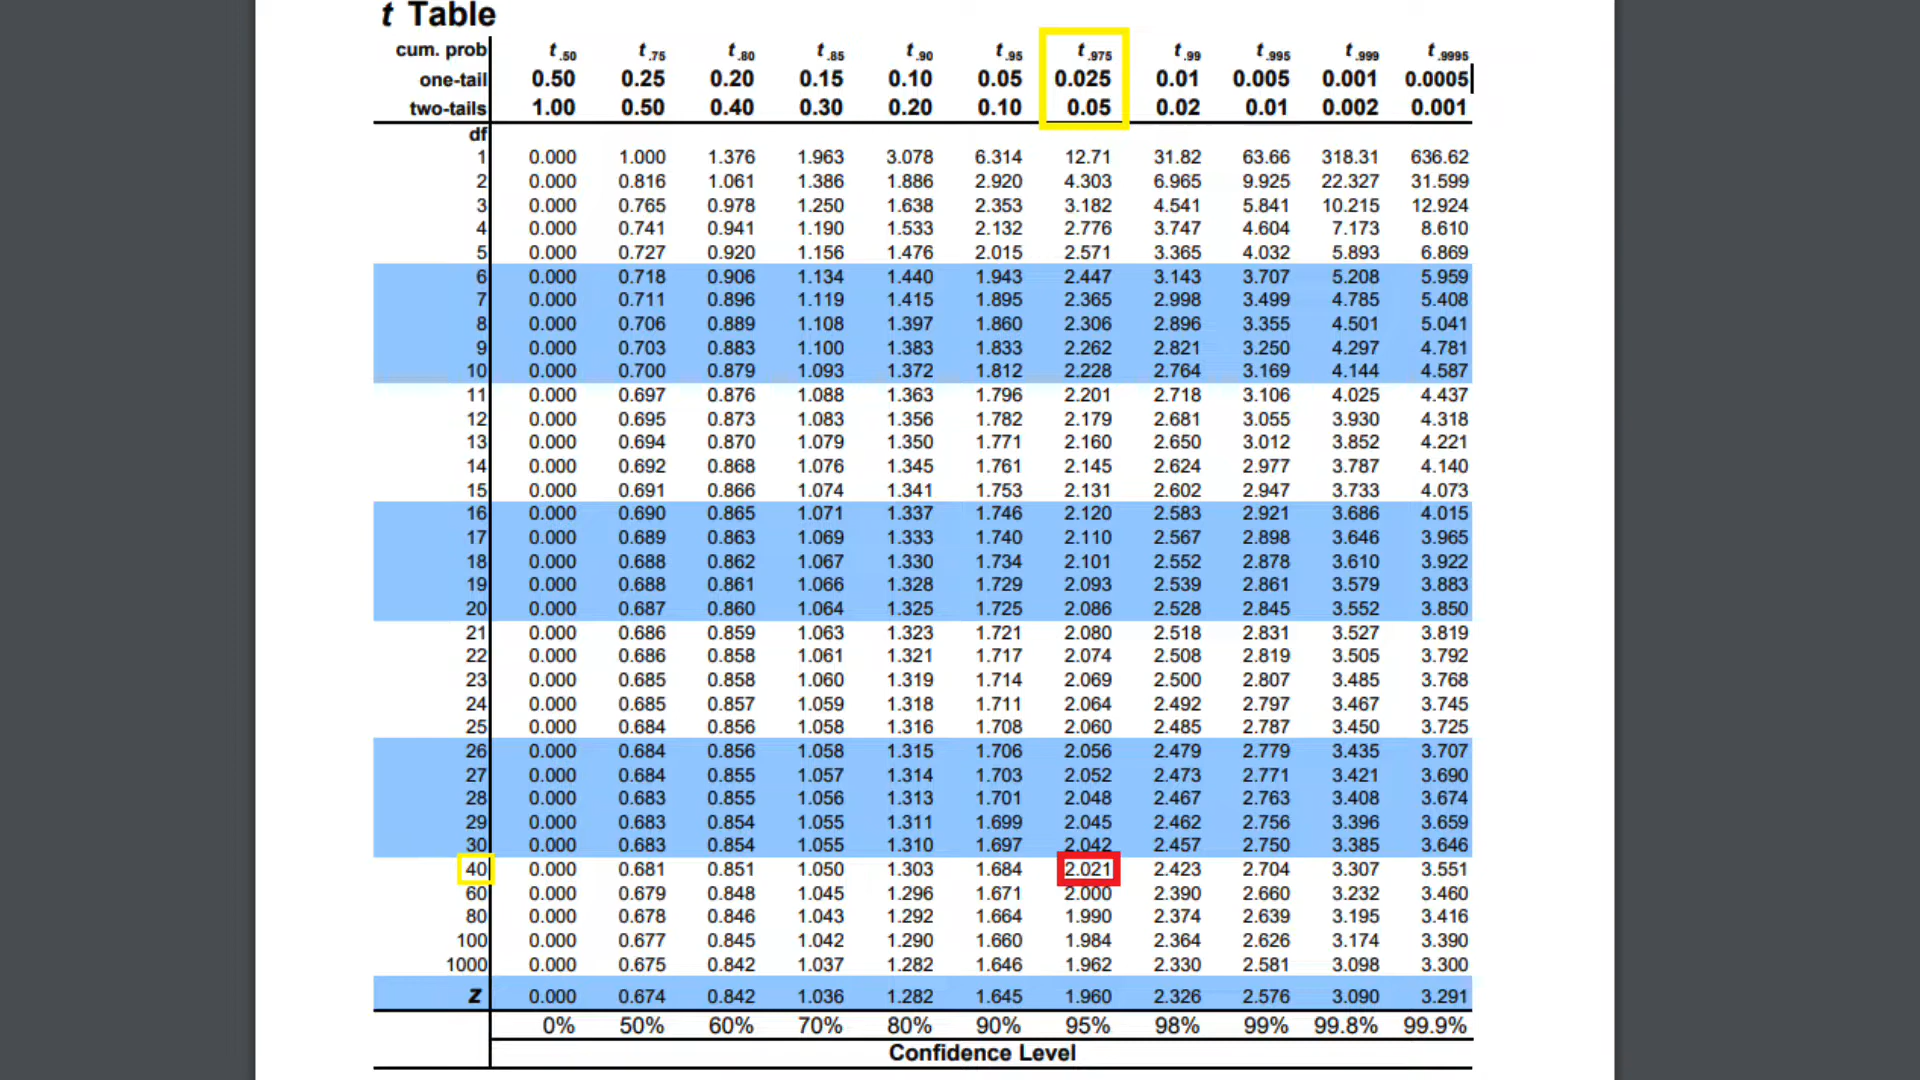 t Table
cum. prob t .50 t .75 t .80 t .85 t .90 t .95 t .975 t .99 t .995 t .999 t .9995
one-tail 0.50 0.25 0.20 0.15 0.10 0.05 0.025 0.01 0.005 0.001 0.0005
two-tails 1.00 0.50 0.40 0.30 0.20 0.10 0.05 0.02 0.01 0.002 0.001
df
1 0.000 1.000 1.376 1.963 3.078 6.314 12.71 31.82 63.66 318.31 636.62
2 0.000 0.816 1.061 1.386 1.886 2.920 4.303 6.965 9.925 22.327 31.599
3 0.000 0.765 0.978 1.250 1.638 2.353 3.182 4.541 5.841 10.215 12.924
4 0.000 0.741 0.941 1.190 1.533 2.132 2.776 3.747 4.604 7.173 8.610
5 0.000 0.727 0.920 1.156 1.476 2.015 2.571 3.365 4.032 5.893 6.869
6 0.000 0.718 0.906 1.134 1.440 1.943 2.447 3.143 3.707 5.208 5.959
7 0.000 0.711 0.896 1.119 1.415 1.895 2.365 2.998 3.499 4.785 5.408
8 0.000 0.706 0.889 1.108 1.397 1.860 2.306 2.896 3.355 4.501 5.041
9 0.000 0.703 0.883 1.100 1.383 1.833 2.262 2.821 3.250 4.297 4.781
10 0.000 0.700 0.879 1.093 1.372 1.812 2.228 2.764 3.169 4.144 4.587
11 0.000 0.697 0.876 1.088 1.363 1.796 2.201 2.718 3.106 4.025 4.437
12 0.000 0.695 0.873 1.083 1.356 1.782 2.179 2.681 3.055 3.930 4.318
13 0.000 0.694 0.870 1.079 1.350 1.771 2.160 2.650 3.012 3.852 4.221
14 0.000 0.692 0.868 1.076 1.345 1.761 2.145 2.624 2.977 3.787 4.140
15 0.000 0.691 0.866 1.074 1.341 1.753 2.131 2.602 2.947 3.733 4.073
16 0.000 0.690 0.865 1.071 1.337 1.746 2.120 2.583 2.921 3.686 4.015
17 0.000 0.689 0.863 1.069 1.333 1.740 2.110 2.567 2.898 3.646 3.965
18 0.000 0.688 0.862 1.067 1.330 1.734 2.101 2.552 2.878 3.610 3.922
19 0.000 0.688 0.861 1.066 1.328 1.729 2.093 2.539 2.861 3.579 3.883
20 0.000 0.687 0.860 1.064 1.325 1.725 2.086 2.528 2.845 3.552 3.850
21 0.000 0.686 0.859 1.063 1.323 1.721 2.080 2.518 2.831 3.527 3.819
22 0.000 0.686 0.858 1.061 1.321 1.717 2.074 2.508 2.819 3.505 3.792
23 0.000 0.685 0.858 1.060 1.319 1.714 2.069 2.500 2.807 3.485 3.768
24 0.000 0.685 0.857 1.059 1.318 1.711 2.064 2.492 2.797 3.467 3.745
25 0.000 0.684 0.856 1.058 1.316 1.708 2.060 2.485 2.787 3.450 3.725
26 0.000 0.684 0.856 1.058 1.315 1.706 2.056 2.479 2.779 3.435 3.707
27 0.000 0.684 0.855 1.057 1.314 1.703 2.052 2.473 2.771 3.421 3.690
28 0.000 0.683 0.855 1.056 1.313 1.701 2.048 2.467 2.763 3.408 3.674
29 0.000 0.683 0.854 1.055 1.311 1.699 2.045 2.462 2.756 3.396 3.659
30 0.000 0.683 0.854 1.055 1.310 1.697 2.042 2.457 2.750 3.385 3.646
40 0.000 0.681 0.851 1.050 1.303 1.684 2.021 2.423 2.704 3.307 3.551
60 0.000 0.679 0.848 1.045 1.296 1.671 2.000 2.390 2.660 3.232 3.460
80 0.000 0.678 0.846 1.043 1.292 1.664 1.990 2.374 2.639 3.195 3.416
100 0.000 0.677 0.845 1.042 1.290 1.660 1.984 2.364 2.626 3.174 3.390
1000 0.000 0.675 0.842 1.037 1.282 1.646 1.962 2.330 2.581 3.098 3.300
z 0.000 0.674 0.842 1.036 1.282 1.645 1.960 2.326 2.576 3.090 3.291
0% 50% 60% 70% 80% 90% 95% 98% 99% 99.8% 99.9%
Confidence Level